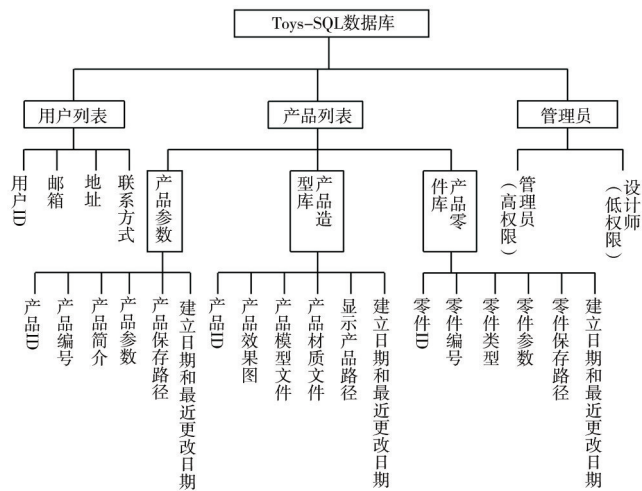 Toys-SQL数据库
用户列表
产品列表
管理员
用户ID
邮箱
地址
联系方式
产品参数
产品造
型库
产品零
件库
管理员
（高权限）
设计师
（低权限）
产品ID
产品编号
产品简介
产品参数
产品保存路径
建立日期和最近更改日期
产品ID
产品效果图
产品模型文件
产品材质文件
显示产品路径
建立日期和最近更改日期
零件ID
零件编号
零件类型
零件参数
零件保存路径
建立日期和最近更改日期